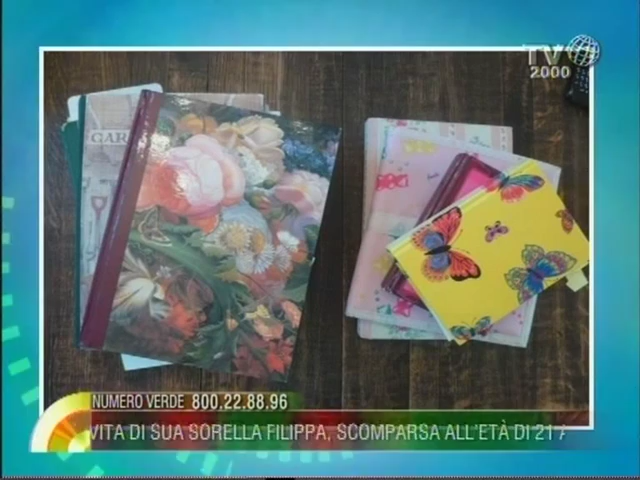 TV
2000
GAR
NUMERO VERDE 800.22.88.96
VITA DI SUA SORELLA FILIPPA, SCOMPARSA ALL'ETÀ DI 21 A